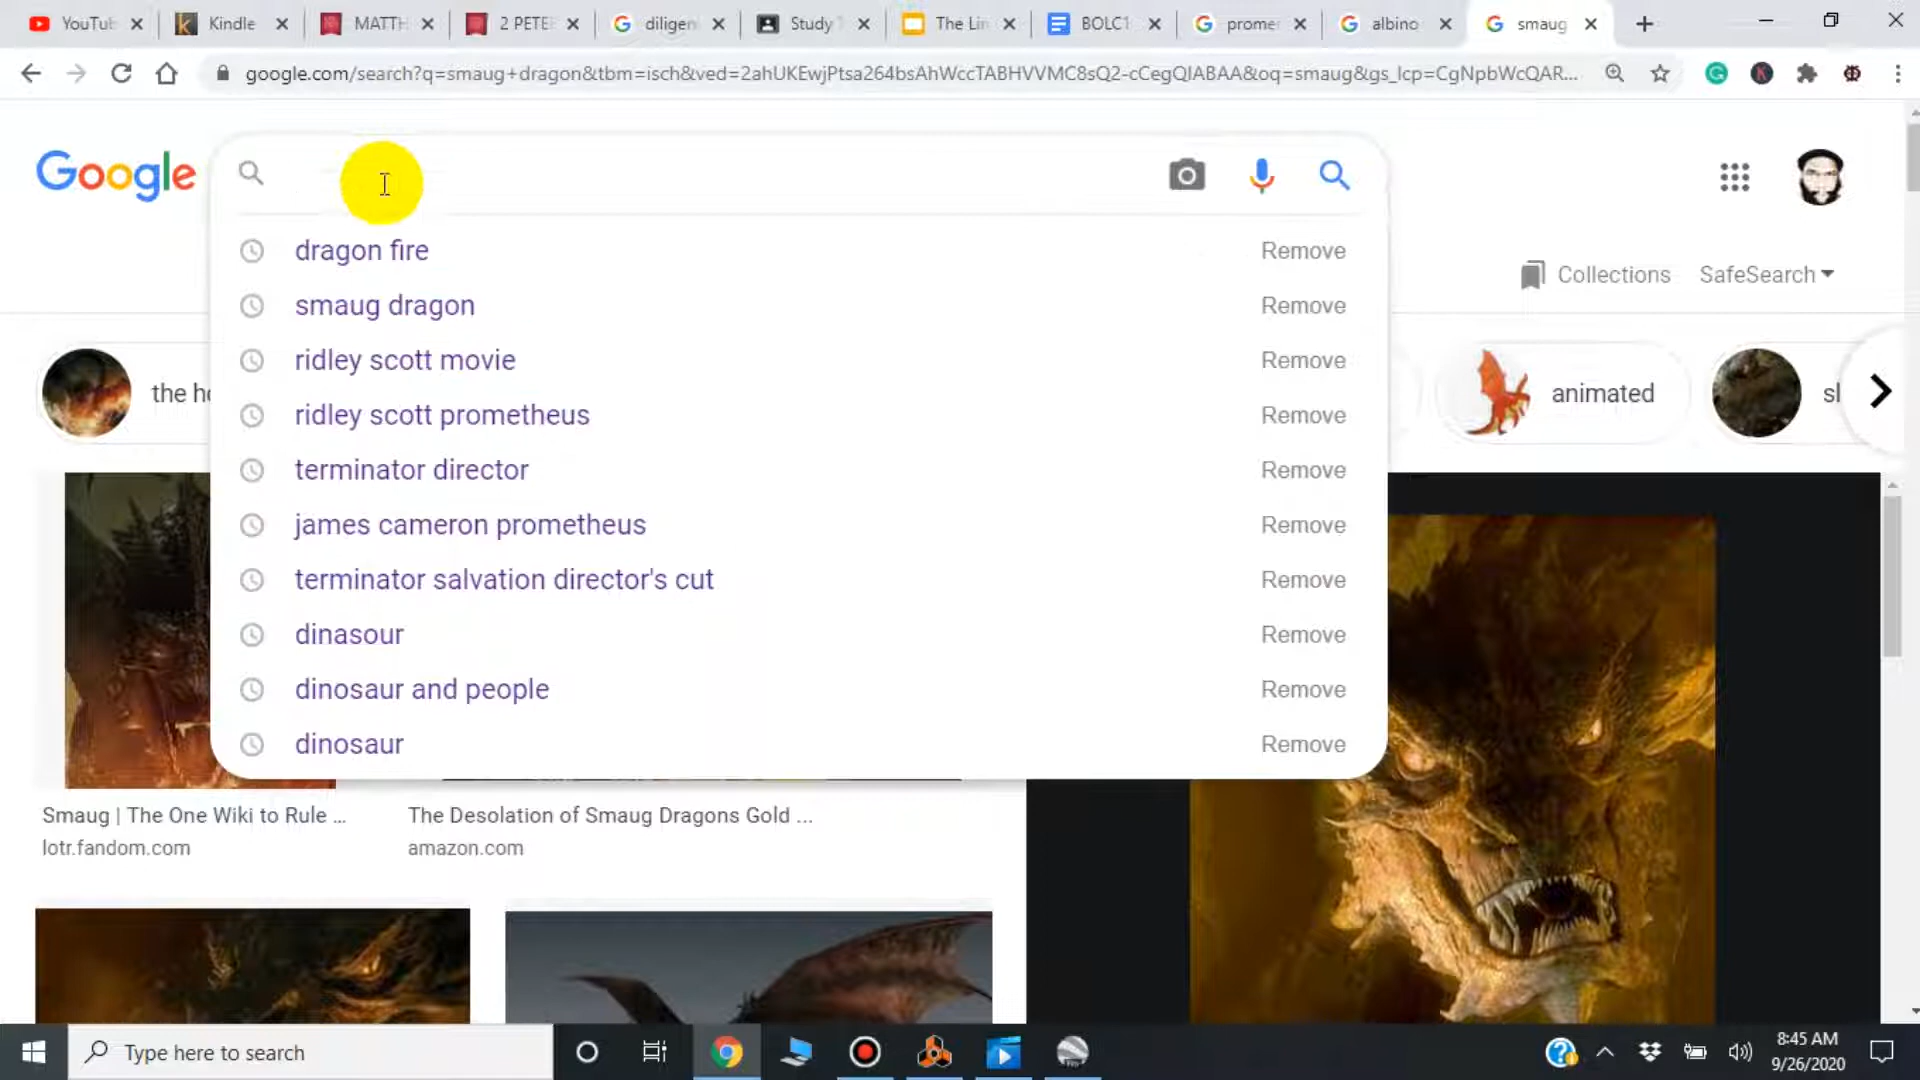 YouTub
Kindle
MATTH
2 PETE
diligen
Study T
The Lin
BOLC1
prome
albino
smaug
google.com/search?q=smaug+dragon&tbm=isch&ved=2ahUKEwjPtsa264bsAhWccTABHVVMC8sQ2-cCegQIABAA&oq=smaug&gs_lcp=CgNpbWcQAR...
Google
dragon fire Remove
smaug dragon Remove
ridley scott movie Remove
ridley scott prometheus Remove
terminator director Remove
james cameron prometheus Remove
terminator salvation director's cut Remove
dinasour Remove
dinosaur and people Remove
dinosaur Remove
Collections SafeSearch
the ho
animated
sl
Smaug | The One Wiki to Rule ...
lotr.fandom.com
The Desolation of Smaug Dragons Gold ...
amazon.com
Type here to search
8:45 AM
9/26/2020